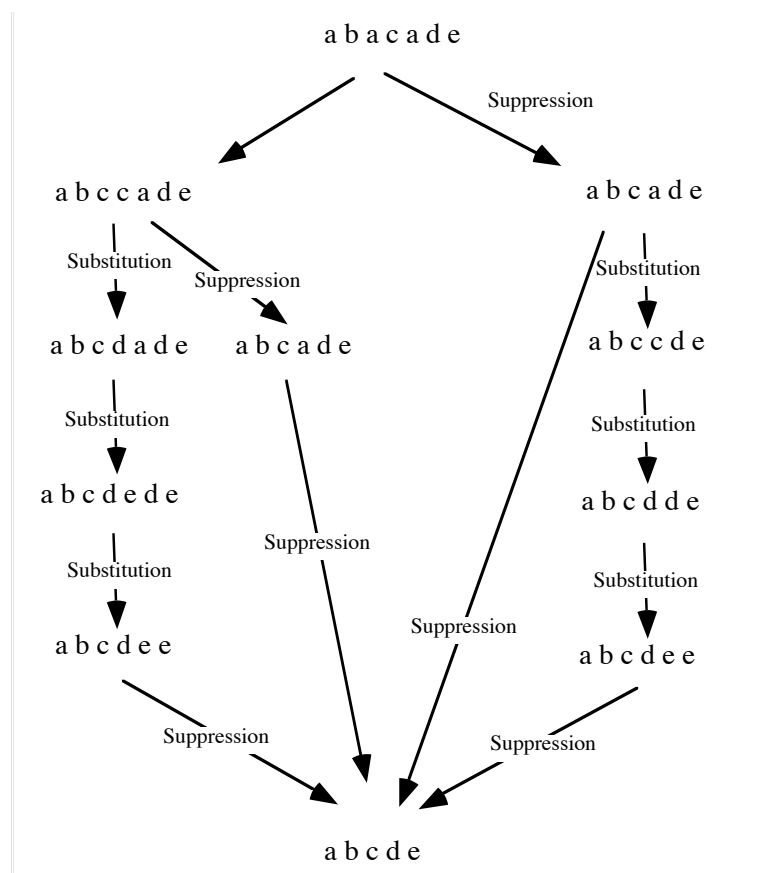 a b a c a d e
Suppression
a b c c a d e
a b c a d e
Substitution
Suppression
Substitution
a b c d a d e
a b c a d e
a b c c d e
Substitution
Substitution
a b c d e d e
a b c d d e
Suppression
Substitution
Substitution
Suppression
a b c d e e
a b c d e e
Suppression
Suppression
a b c d e